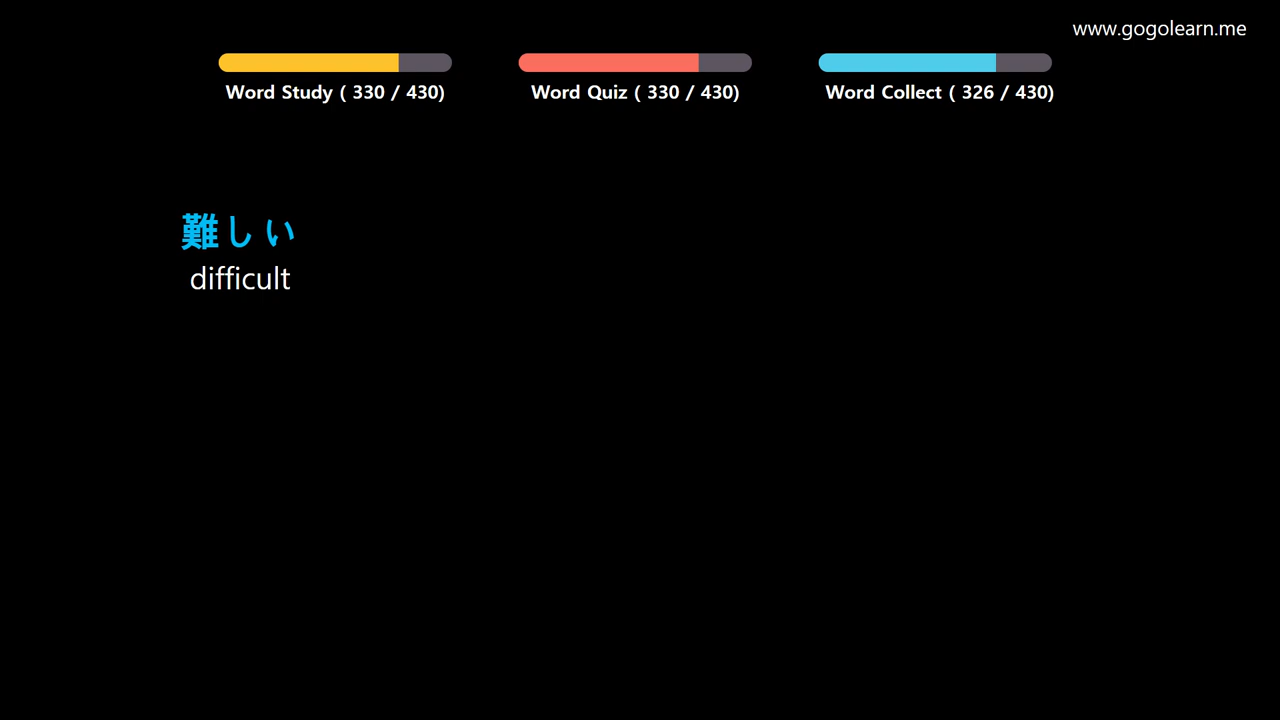 www.gogolearn.me
Word Study ( 330 / 430)
Word Quiz ( 330 / 430)
Word Collect ( 326 / 430)
難しい
difficult